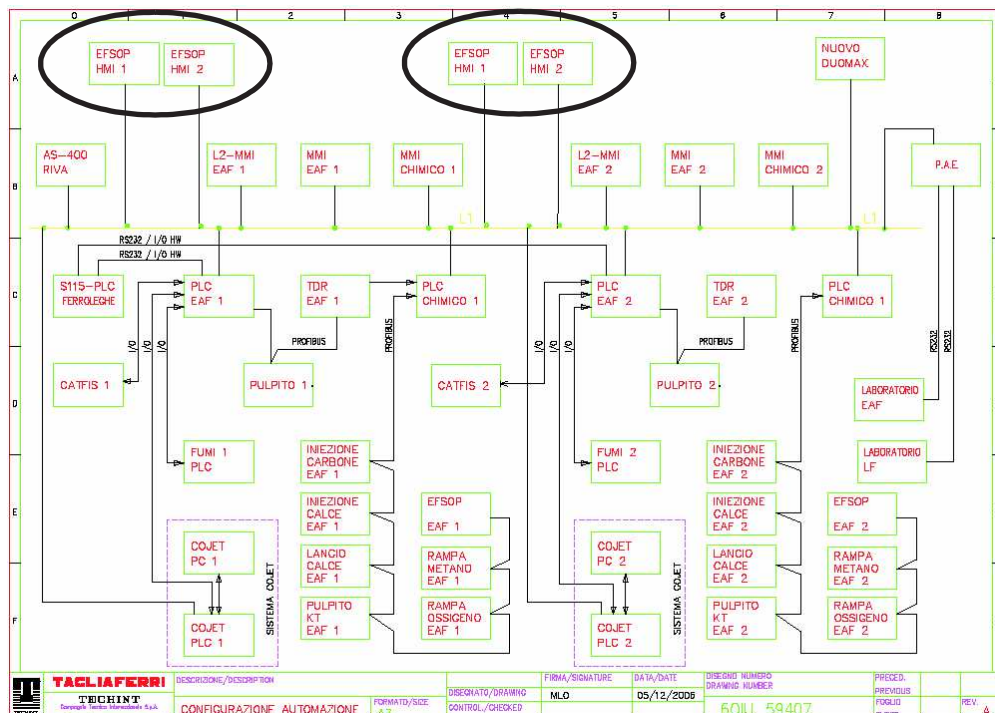 0 1 2 3 4 5 6 7 8
A
EFSOP
HMI 1
EFSOP
HMI 2
EFSOP
HMI 1
EFSOP
HMI 2
NUOVO
DUOMAX
B
AS-400
RIVA
L2-MMI
EAF 1
MMI
EAF 1
MMI
CHIMICO 1
L2-MMI
EAF 2
MMI
EAF 2
MMI
CHIMICO 2
P.A.E.
L1
L1
RS232 / I/O HW
RS232 / I/O HW
C
S115-PLC
FERROLEGHE
PLC
EAF 1
TDR
EAF 1
PLC
CHIMICO 1
PLC
EAF 2
TDR
EAF 2
PLC
CHIMICO 1
I/O
I/O
I/O
PROFIBUS
PROFIBUS
I/O
I/O
I/O
PROFIBUS
PROFIBUS
RS232
RS232
D
CATFIS 1
PULPITO 1
CATFIS 2
PULPITO 2
LABORATORIO
EAF
FUMI 1
PLC
INIEZIONE
CARBONE
EAF 1
FUMI 2
PLC
INIEZIONE
CARBONE
EAF 2
LABORATORIO
LF
E
INIEZIONE
CALCE
EAF 1
EFSOP
EAF 1
INIEZIONE
CALCE
EAF 2
EFSOP
EAF 2
COJET
PC 1
LANCIO
CALCE
EAF 1
RAMPA
METANO
EAF 1
COJET
PC 2
LANCIO
CALCE
EAF 2
RAMPA
METANO
EAF 2
SISTEMA COJET
SISTEMA COJET
F
COJET
PLC 1
PULPITO
KT
EAF 1
RAMPA
OSSIGENO
EAF 1
COJET
PLC 2
PULPITO
KT
EAF 2
RAMPA
OSSIGENO
EAF 2
TAGLIAFERRI
TECHINT
Compagnia Tecnica Internazionale S.p.A.
TECHINT
DESCRIZIONE/DESCRIPTION
CONFIGURAZIONE AUTOMAZIONE
FORMATO/SIZE
A3
DISEGNATO/DRAWING
CONTROL./CHECKED
FIRMA/SIGNATURE
MLO
DATA/DATE
05/12/2006
DISEGNO NUMERO
DRAWING NUMBER
PRECED.
PREVIOUS
FOGLIO
REV.
A